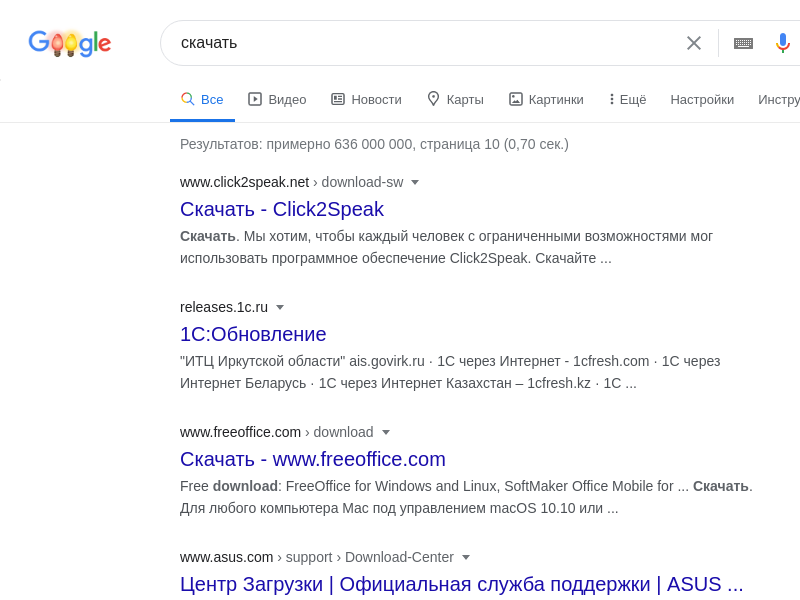 Google
скачать
Все Видео Новости Карты Картинки Ещё Настройки Инстру
Результатов: примерно 636 000 000, страница 10 (0,70 сек.)
www.click2speak.net › download-sw
Скачать - Click2Speak
Скачать. Мы хотим, чтобы каждый человек с ограниченными возможностями мог
использовать программное обеспечение Click2Speak. Скачайте ...
releases.1c.ru
1С:Обновление
"ИТЦ Иркутской области" ais.govirk.ru · 1С через Интернет - 1cfresh.com · 1С через
Интернет Беларусь · 1С через Интернет Казахстан – 1cfresh.kz · 1С ...
www.freeoffice.com › download
Скачать - www.freeoffice.com
Free download: FreeOffice for Windows and Linux, SoftMaker Office Mobile for ... Скачать.
Для любого компьютера Mac под управлением macOS 10.10 или ...
www.asus.com › support › Download-Center
Центр Загрузки | Официальная служба поддержки | ASUS ...